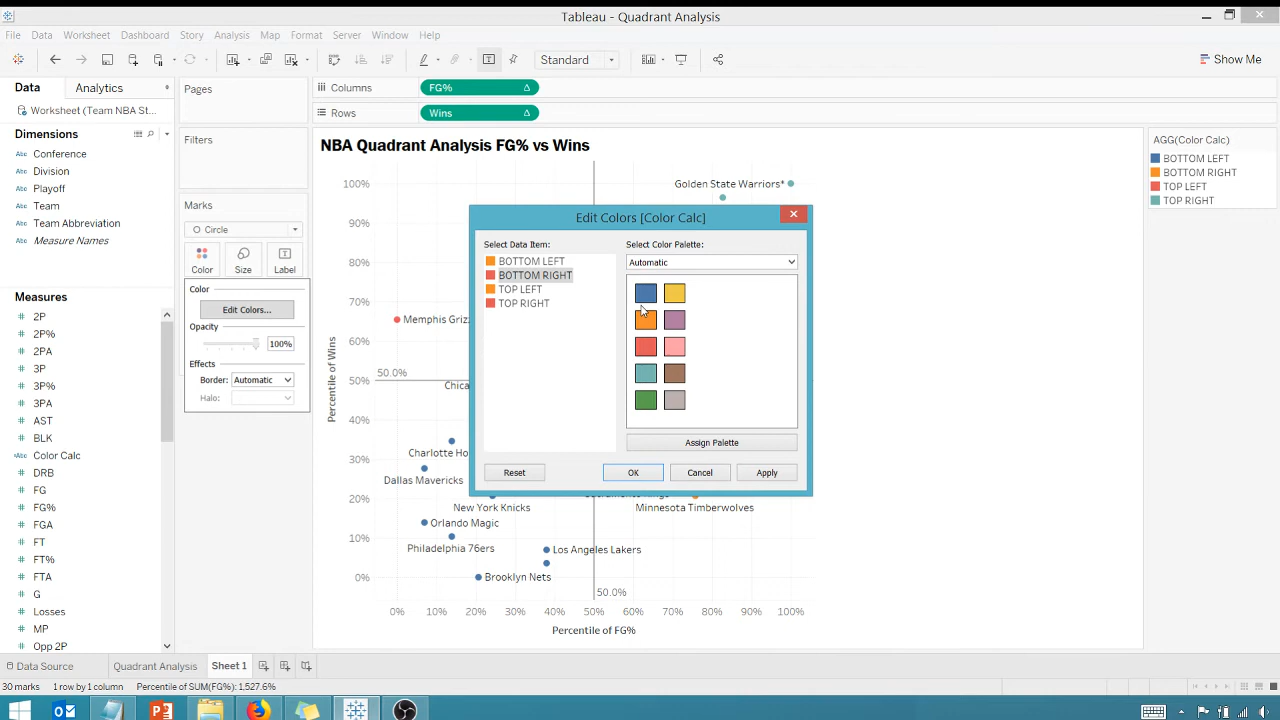 Tableau - Quadrant Analysis
File Data Worksheet Dashboard Story Analysis Map Format Server Window Help
Standard
Show Me
Data Analytics
Worksheet (Team NBA St...
Dimensions
Abc Conference
Abc Division
Abc Playoff
Abc Team
Abc Team Abbreviation
Abc Measure Names
Measures
# 2P
# 2P%
# 2PA
# 3P
# 3P%
# 3PA
# AST
# BLK
=Abc Color Calc
# DRB
# FG
# FG%
# FGA
# FT
# FT%
# FTA
# G
# Losses
# MP
# Opp 2P
Pages
Filters
Marks
Circle
Color Size Label
Color
Edit Colors...
Opacity
100%
Effects
Border: Automatic
Halo:
Columns FG%
Rows Wins
NBA Quadrant Analysis FG% vs Wins
Percentile of Wins
100%
90%
80%
70%
60%
50%
40%
30%
20%
10%
0%
Golden State Warriors*
Memphis Grizz
50.0%
Chica
Charlotte Ho
Dallas Mavericks
New York Knicks
Minnesota Timberwolves
Orlando Magic
Philadelphia 76ers
Los Angeles Lakers
Brooklyn Nets
50.0%
0% 10% 20% 30% 40% 50% 60% 70% 80% 90% 100%
Percentile of FG%
Edit Colors [Color Calc]
Select Data Item:
BOTTOM LEFT
BOTTOM RIGHT
TOP LEFT
TOP RIGHT
Select Color Palette:
Automatic
Assign Palette
Reset OK Cancel Apply
AGG(Color Calc)
BOTTOM LEFT
BOTTOM RIGHT
TOP LEFT
TOP RIGHT
Data Source Quadrant Analysis Sheet 1
30 marks 1 row by 1 column Percentile of SUM(FG%): 1,527.6%